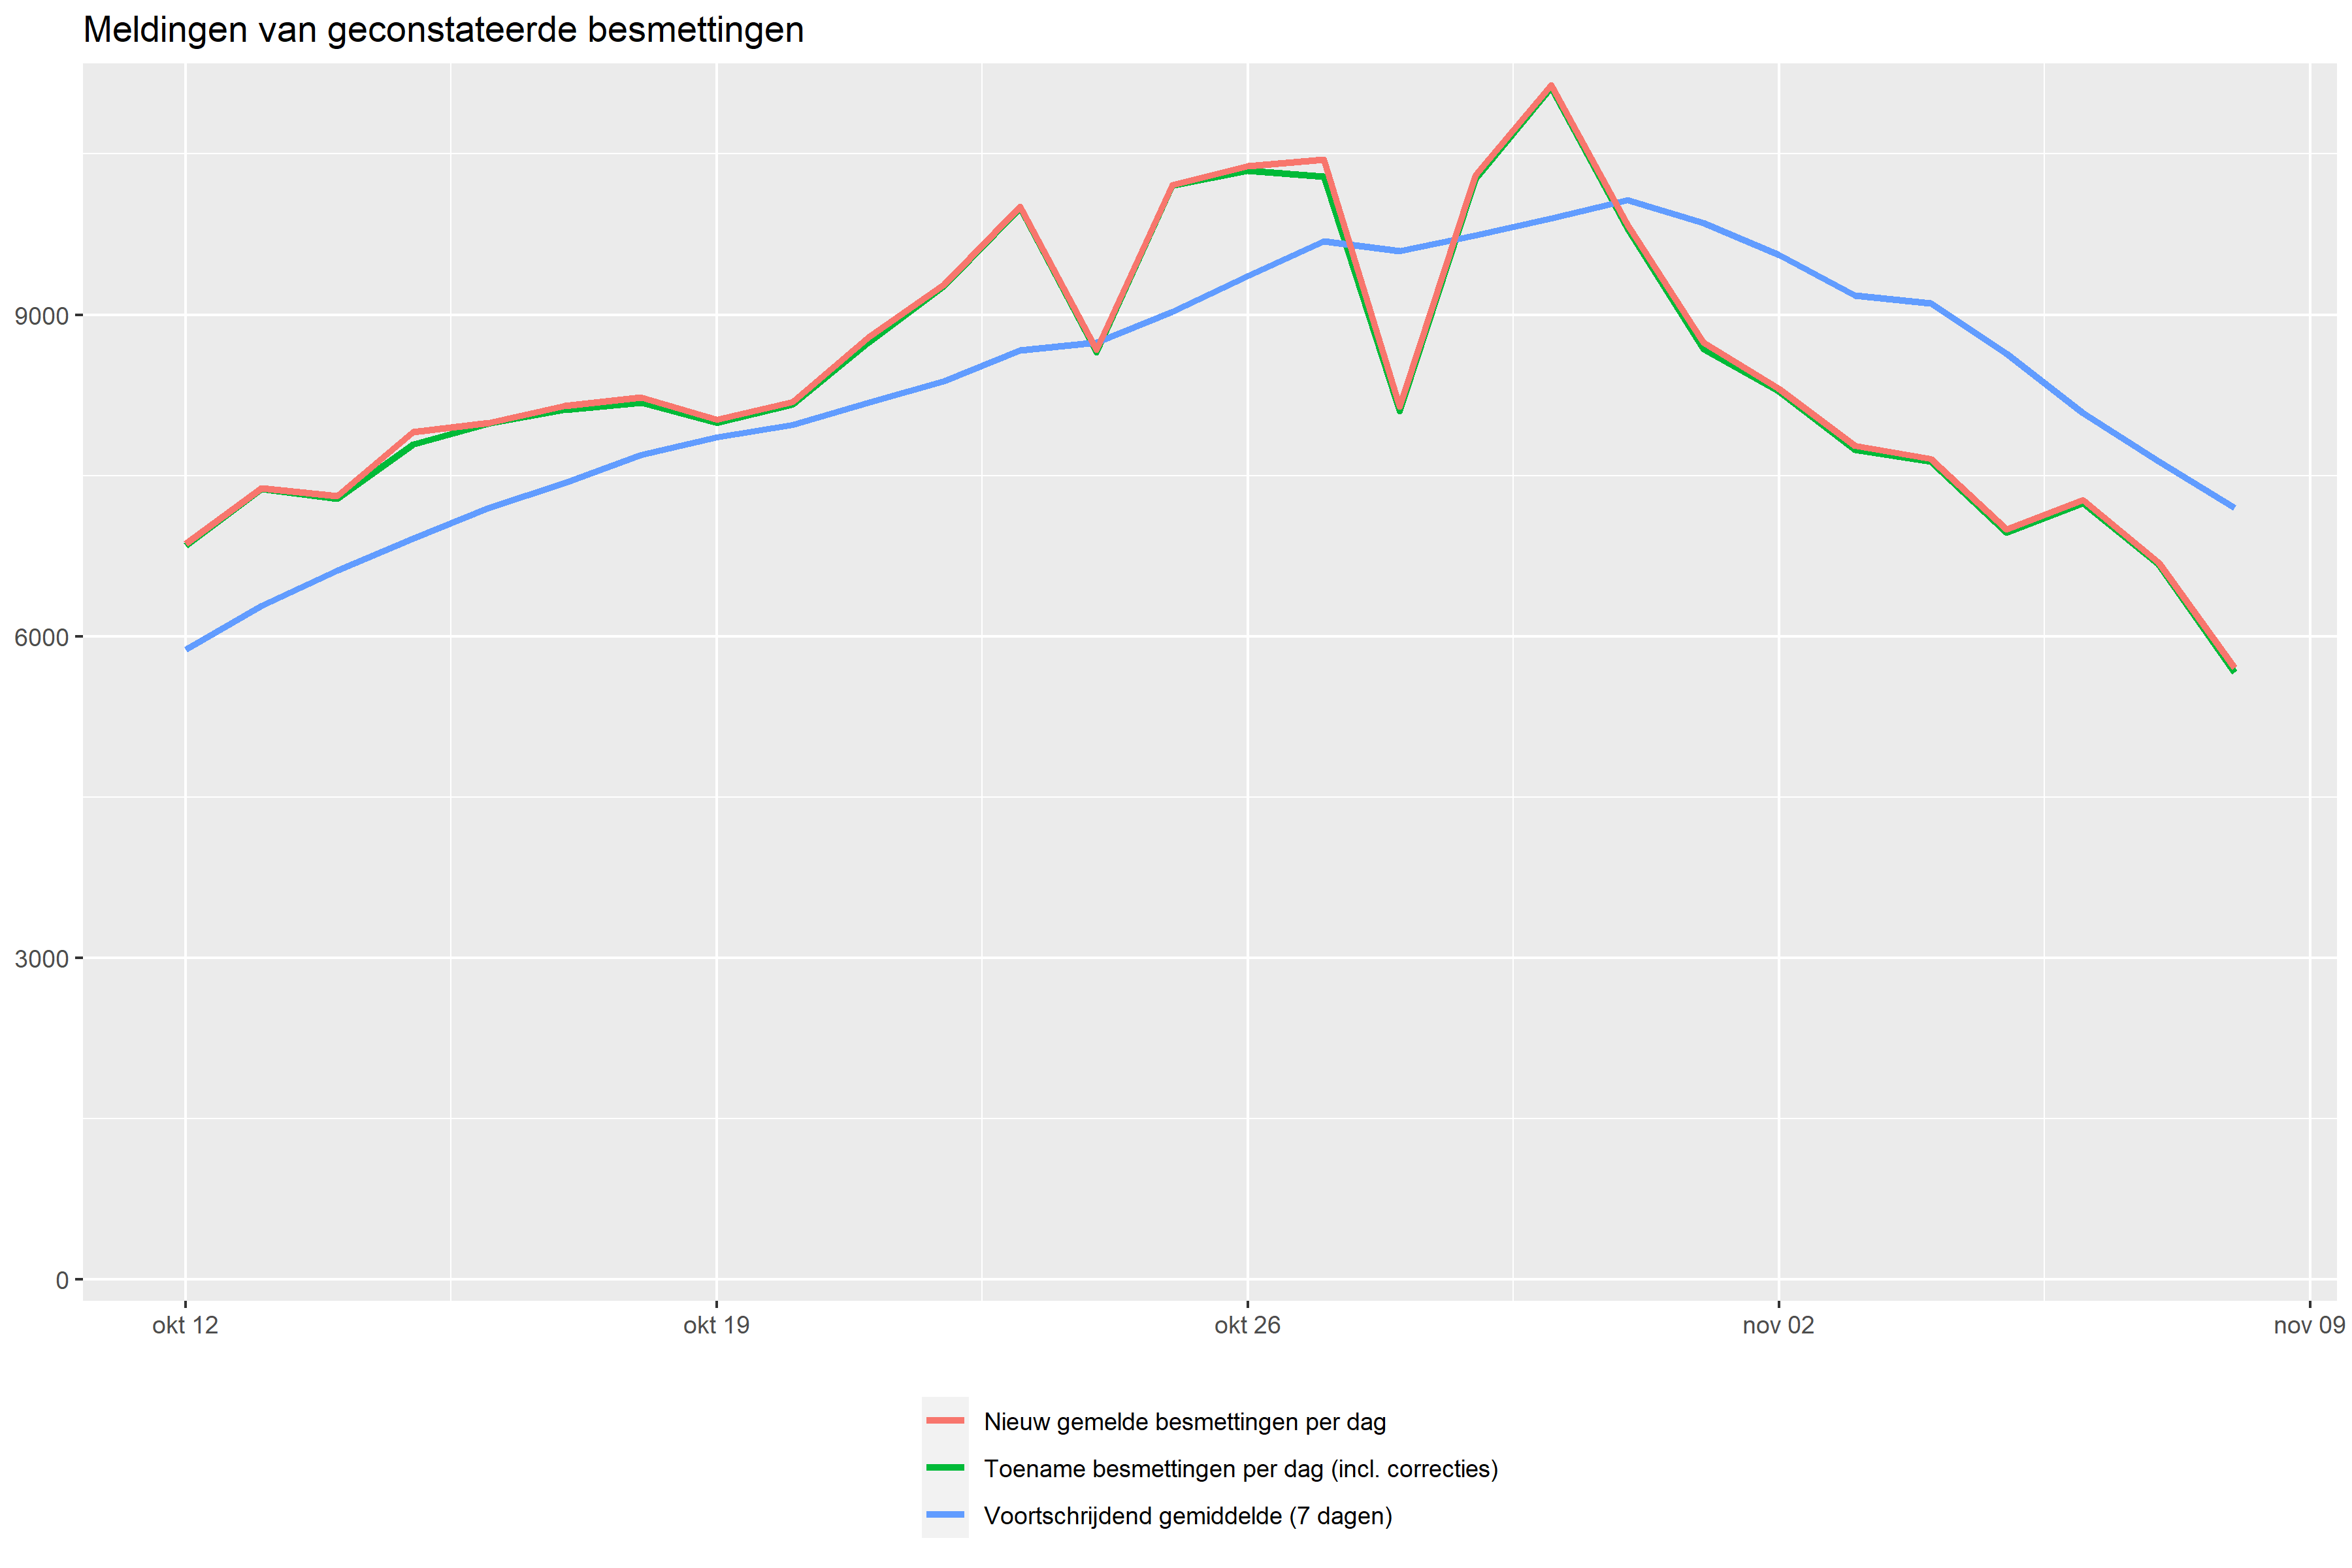 Meldingen van geconstateerde besmettingen
9000
6000
3000
0
okt 12
okt 19
okt 26
nov 02
nov 09
Nieuw gemelde besmettingen per dag
Toename besmettingen per dag (incl. correcties)
Voortschrijdend gemiddelde (7 dagen)